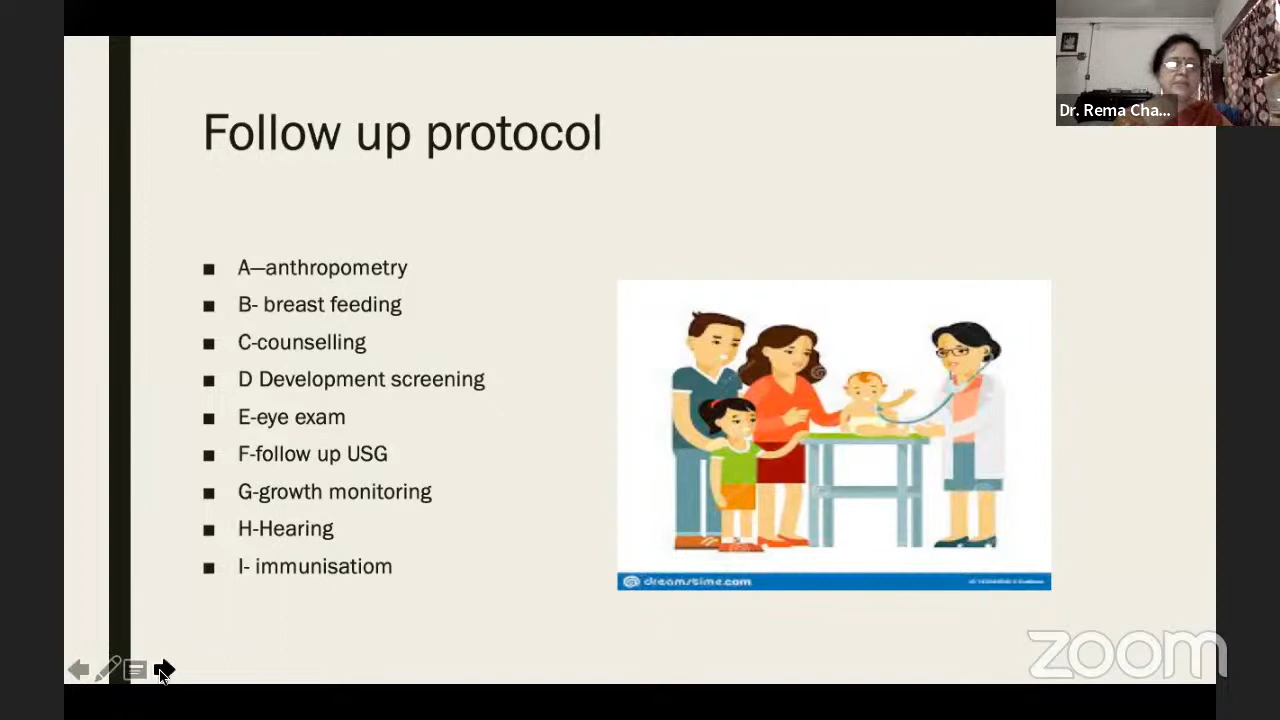 Dr. Rema Cha...
Follow up protocol
A—anthropometry
B- breast feeding
C-counselling
D Development screening
E-eye exam
F-follow up USG
G-growth monitoring
H-Hearing
I- immunisatiom
dreamstime.com
zoom